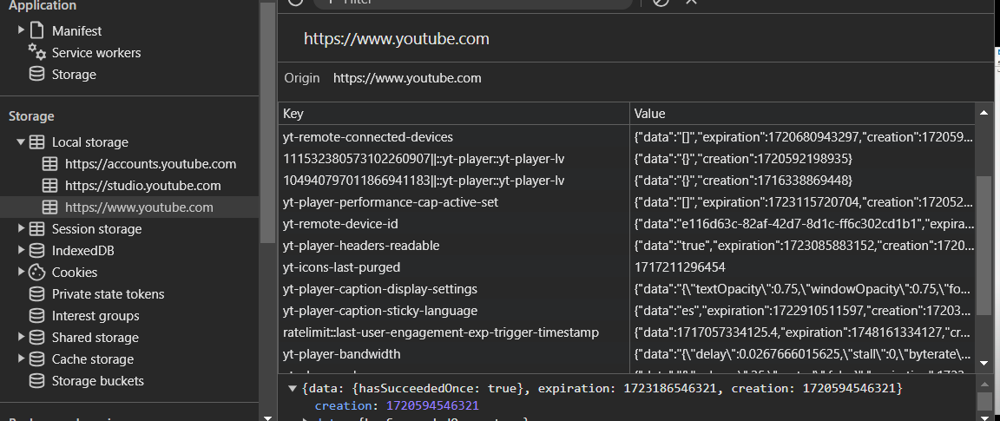 Application
Manifest
Service workers
Storage
Storage
Local storage
https://accounts.youtube.com
https://studio.youtube.com
https://www.youtube.com
Session storage
IndexedDB
Cookies
Private state tokens
Interest groups
Shared storage
Cache storage
Storage buckets
Filter
https://www.youtube.com
Origin https://www.youtube.com
Key Value
yt-remote-connected-devices {"data":"[]","expiration":1720680943297,"creation":172059...
111532380573102260907||::yt-player::yt-player-lv {"data":"{}","creation":1720592198935}
104940797011866941183||::yt-player::yt-player-lv {"data":"{}","creation":1716338869448}
yt-player-performance-cap-active-set {"data":"[]","expiration":1723115720704,"creation":172052...
yt-remote-device-id {"data":"e116d63c-82af-42d7-8d1c-ff6c302cd1b1","expira...
yt-player-headers-readable {"data":"true","expiration":1723085883152,"creation":1720...
yt-icons-last-purged 1717211296454
yt-player-caption-display-settings {"data":"{\"textOpacity\":0.75,\"windowOpacity\":0.75,\"fo...
yt-player-caption-sticky-language {"data":"es","expiration":1722910511597,"creation":17203...
ratelimit::last-user-engagement-exp-trigger-timestamp {"data":1717057334125.4,"expiration":1748161334127,"cr...
yt-player-bandwidth {"data":"{\"delay\":0.0267666015625,\"stall\":0,\"byterate\...
{data: {hasSucceededOnce: true}, expiration: 1723186546321, creation: 1720594546321}
creation: 1720594546321